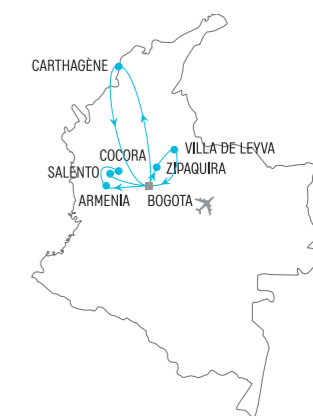 CARTHAGÈNE
COCORA
VILLA DE LEYVA
SALENTO
ZIPAQUIRA
ARMENIA
BOGOTA